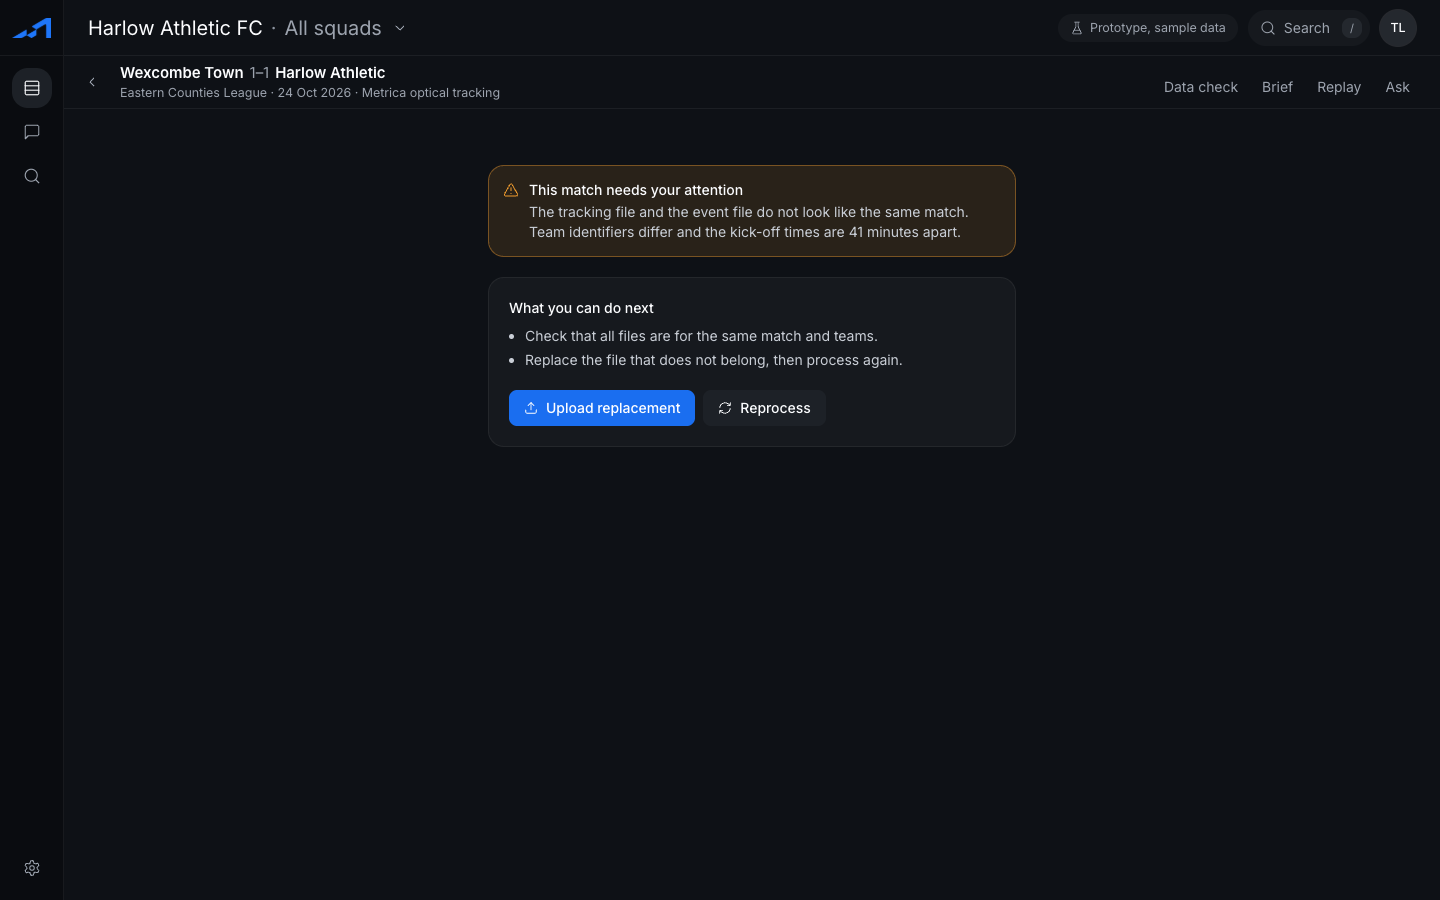 Harlow Athletic FC · All squads
Prototype, sample data
Search /
TL
Wexcombe Town 1–1 Harlow Athletic
Eastern Counties League · 24 Oct 2026 · Metrica optical tracking
Data check Brief Replay Ask
This match needs your attention
The tracking file and the event file do not look like the same match.
Team identifiers differ and the kick-off times are 41 minutes apart.
What you can do next
• Check that all files are for the same match and teams.
• Replace the file that does not belong, then process again.
Upload replacement
Reprocess